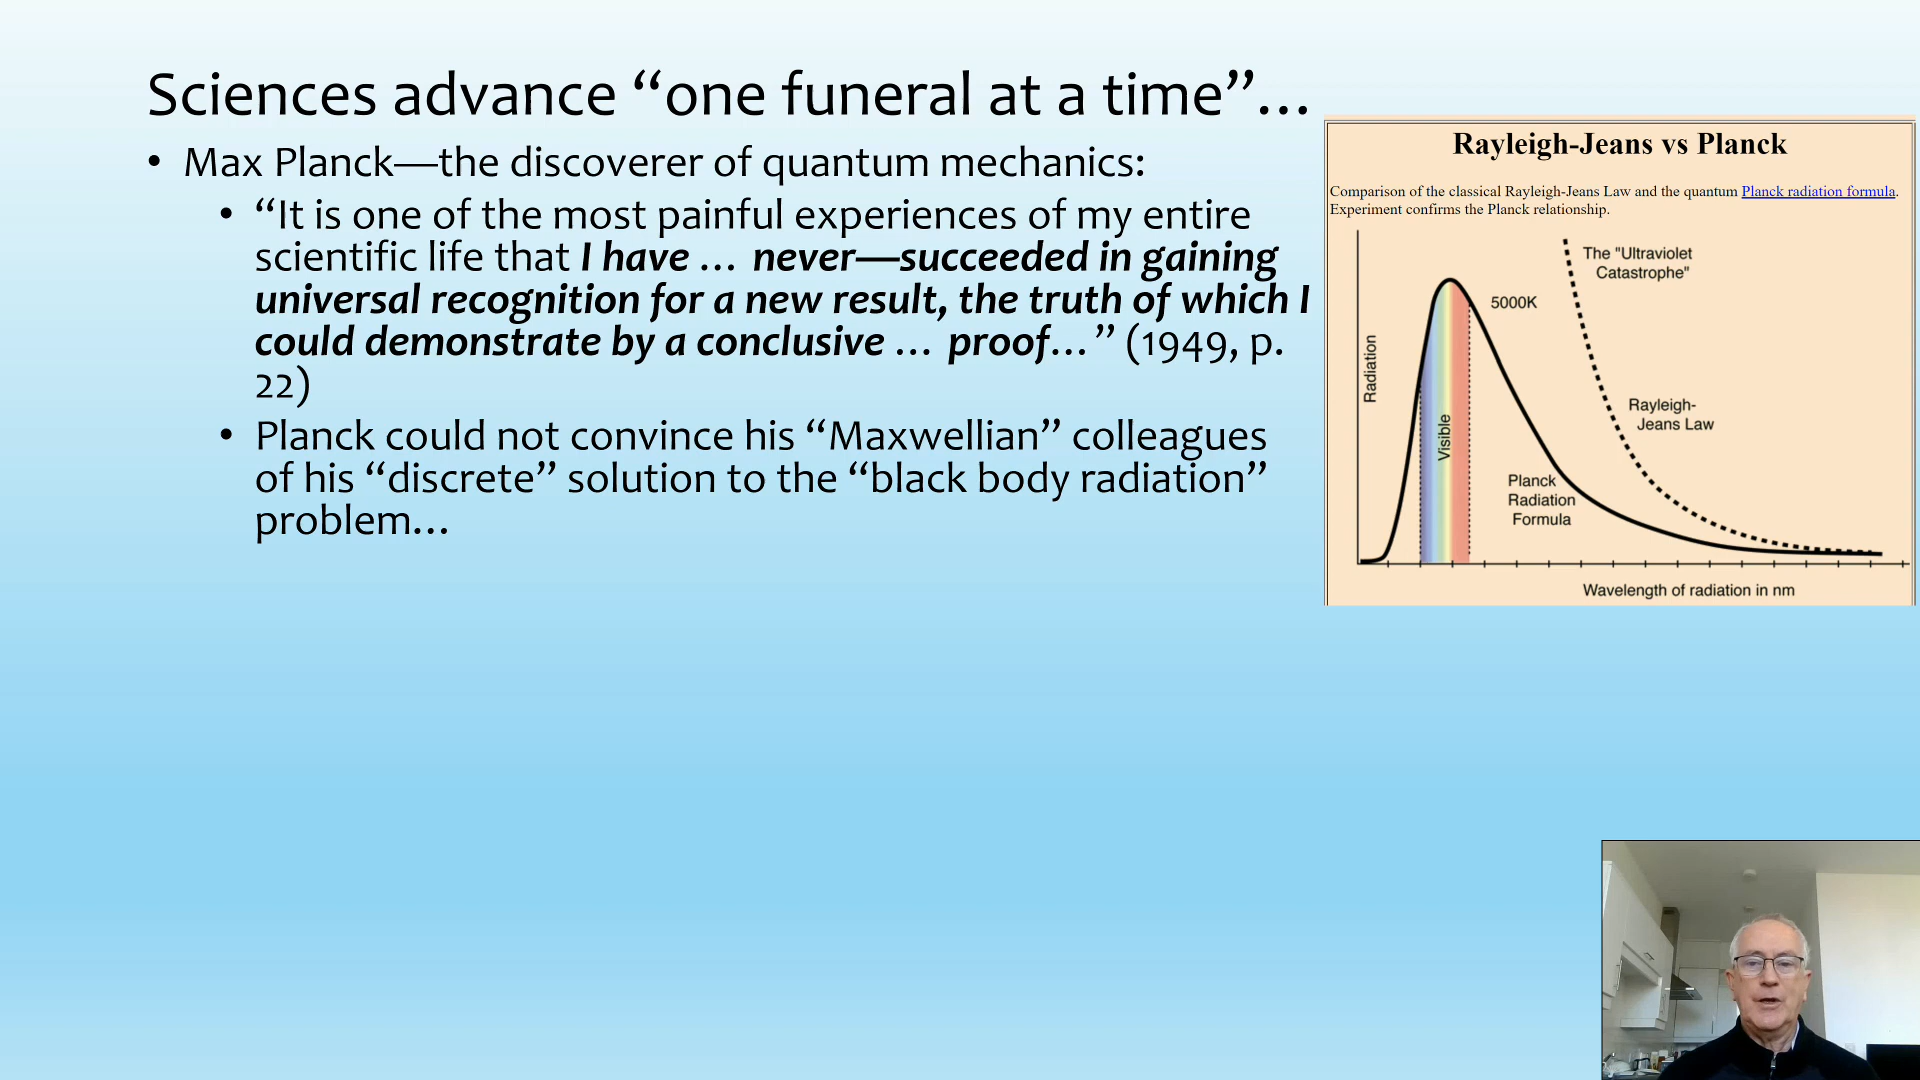 Sciences advance “one funeral at a time”…
• Max Planck—the discoverer of quantum mechanics:
• “It is one of the most painful experiences of my entire
scientific life that I have … never—succeeded in gaining
universal recognition for a new result, the truth of which I
could demonstrate by a conclusive … proof…” (1949, p.
22)
• Planck could not convince his “Maxwellian” colleagues
of his “discrete” solution to the “black body radiation”
problem…
Rayleigh-Jeans vs Planck
Comparison of the classical Rayleigh-Jeans Law and the quantum Planck radiation formula.
Experiment confirms the Planck relationship.
The "Ultraviolet
Catastrophe"
5000K
Radiation
Rayleigh-
Jeans Law
Visible
Planck
Radiation
Formula
Wavelength of radiation in nm